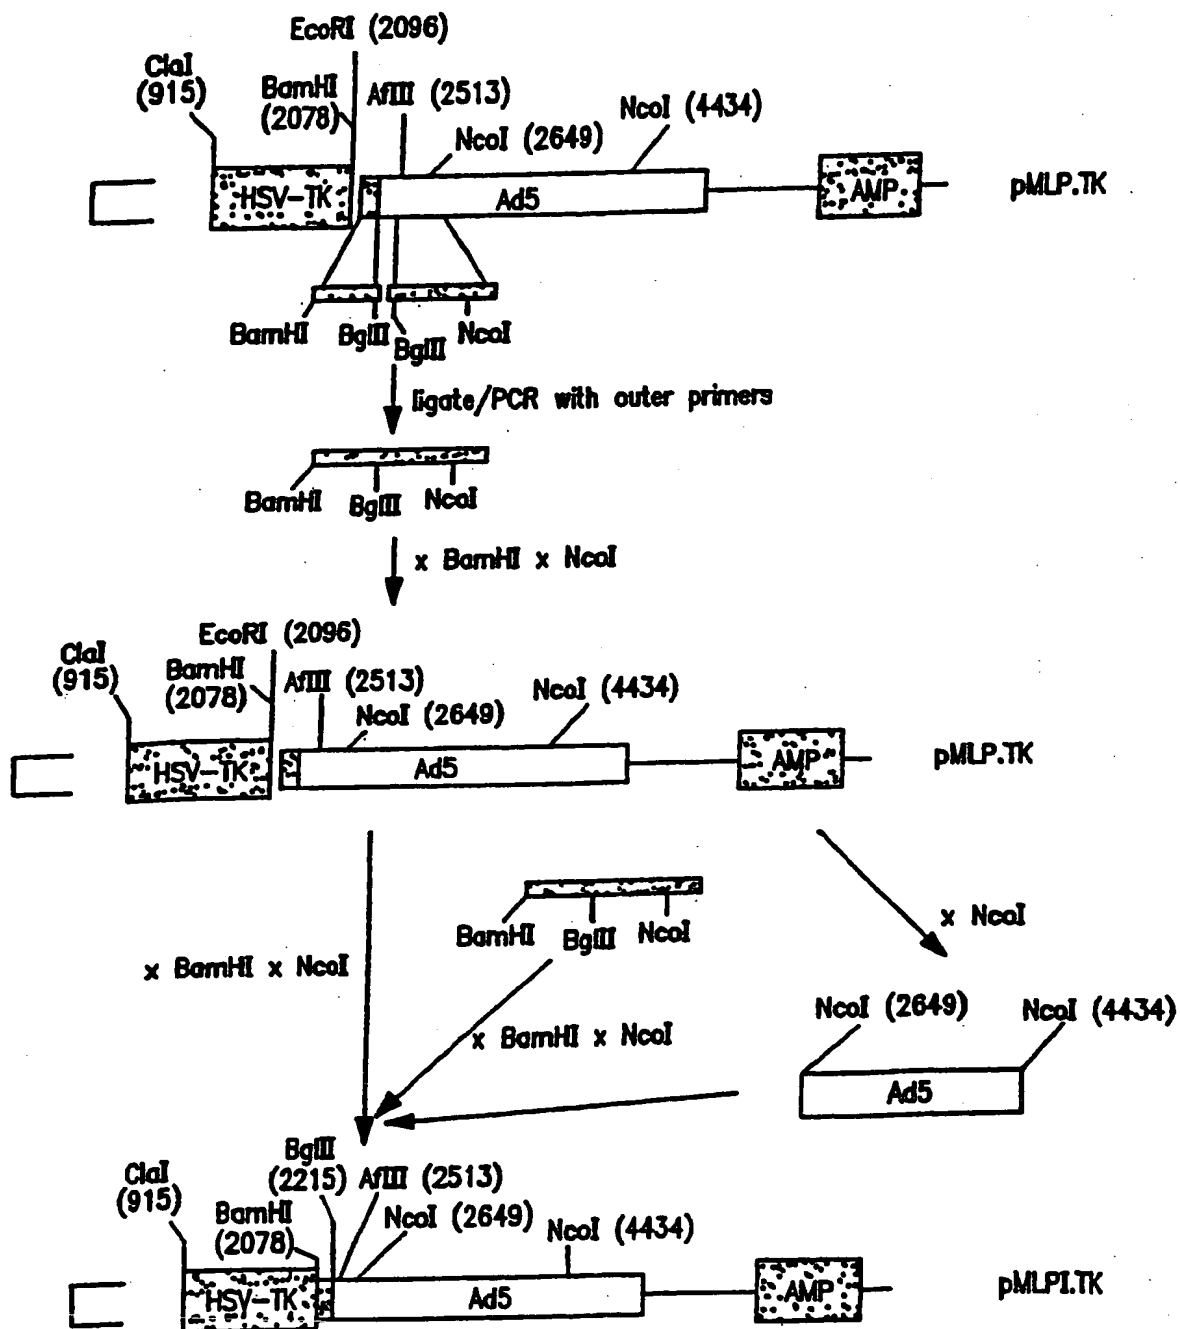 EcoRI (2096)
ClaI
(915)
BamHI
(2078)
AflII (2513)
NcoI (2649)
NcoI (4434)
HSV-TK
Ad5
AMP
pMLP.TK
BamHI
BglII
BglII
NcoI
ligate/PCR with outer primers
BamHI
BglII
NcoI
x BamHI x NcoI
EcoRI (2096)
ClaI
(915)
BamHI
(2078)
AflII (2513)
NcoI (2649)
NcoI (4434)
HSV-TK
Ad5
AMP
pMLP.TK
BamHI
BglII
NcoI
x NcoI
x BamHI x NcoI
x BamHI x NcoI
NcoI (2649)
NcoI (4434)
Ad5
BglII
(2215)
AflII (2513)
ClaI
(915)
BamHI
(2078)
NcoI (2649)
NcoI (4434)
HSV-TK
Ad5
AMP
pMLPI.TK